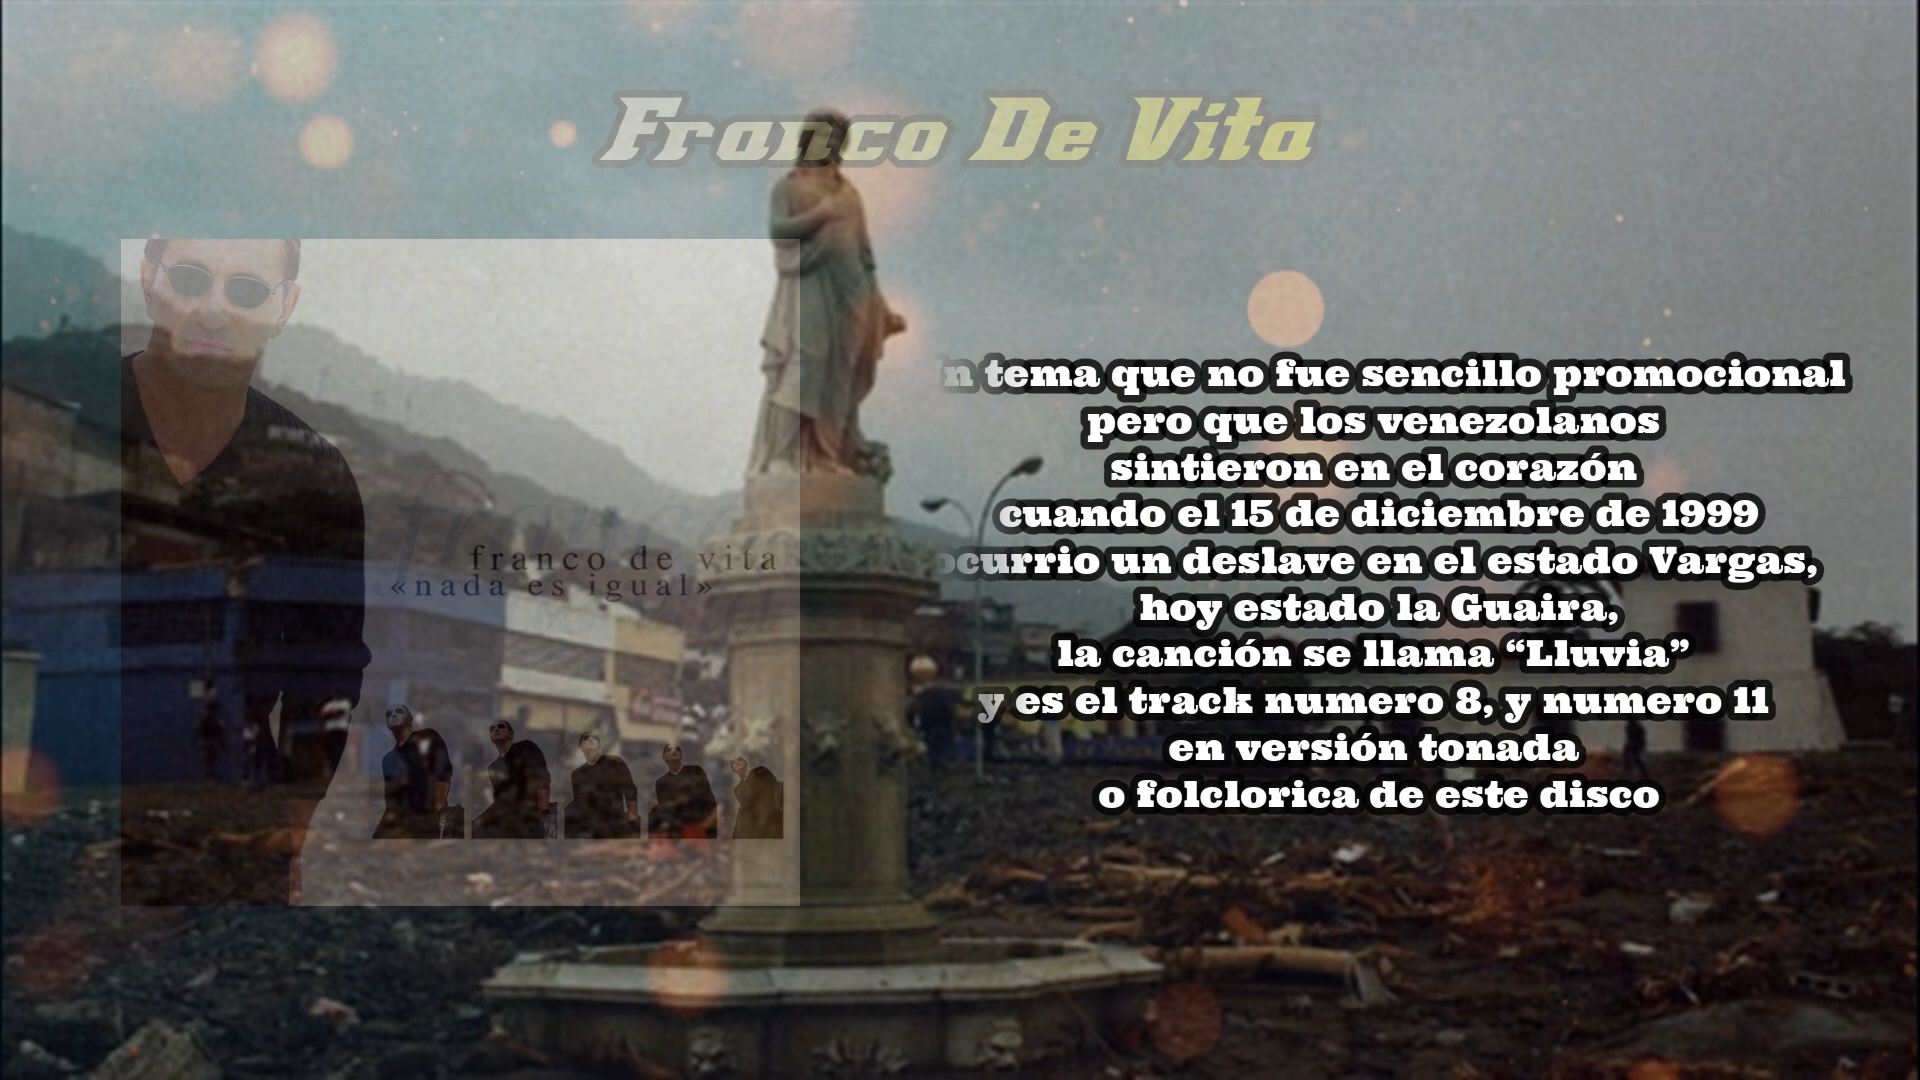 Franco De Vita
franco de vita
«nada es igual»
n tema que no fue sencillo promocional
pero que los venezolanos
sintieron en el corazón
cuando el 15 de diciembre de 1999
ocurrio un deslave en el estado Vargas,
hoy estado la Guaira,
la canción se llama “Lluvia”
y es el track numero 8, y numero 11
en versión tonada
o folclorica de este disco